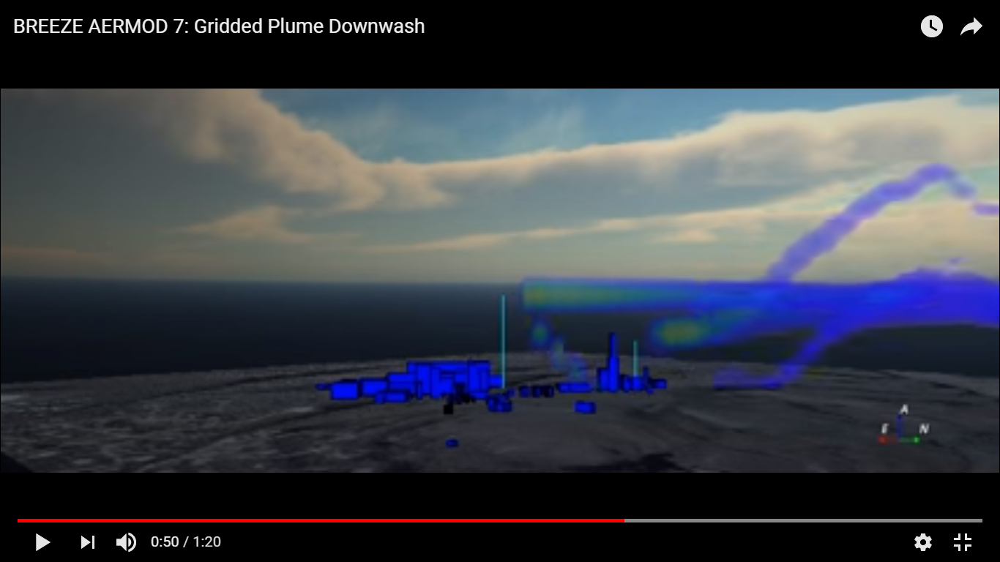 BREEZE AERMOD 7: Gridded Plume Downwash
A
E N
0:50 / 1:20